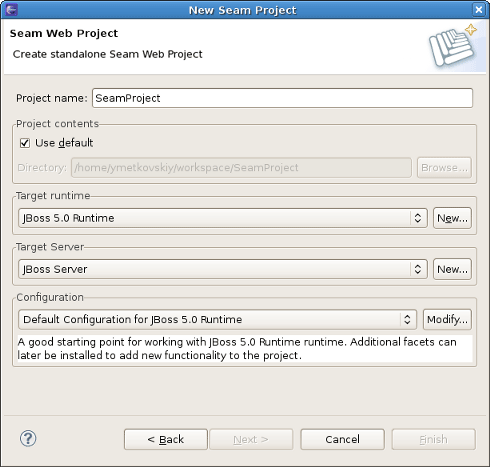 New Seam Project
Seam Web Project
Create standalone Seam Web Project
Project name: SeamProject
Project contents
Use default
Directory: /home/ymetkovskiy/workspace/SeamProject Browse...
Target runtime
JBoss 5.0 Runtime New...
Target Server
JBoss Server New...
Configuration
Default Configuration for JBoss 5.0 Runtime Modify...
A good starting point for working with JBoss 5.0 Runtime runtime. Additional facets can
later be installed to add new functionality to the project.
? < Back Next > Cancel Finish